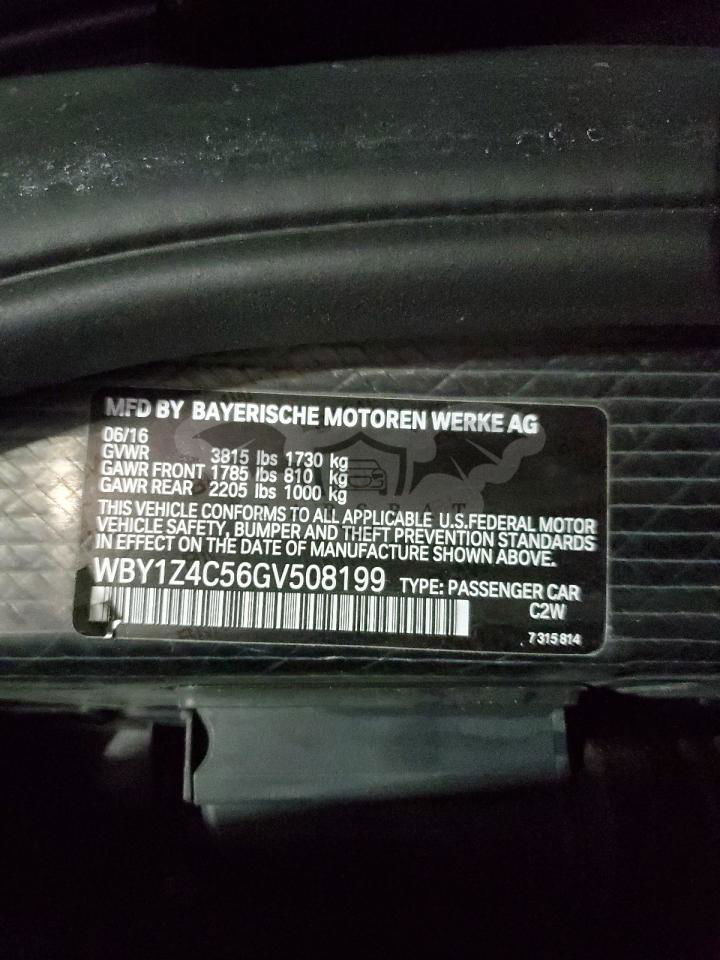 MFD BY BAYERISCHE MOTOREN WERKE AG
06/16
GVWR 3815 lbs 1730 kg
GAWR FRONT 1785 lbs 810 kg
GAWR REAR 2205 lbs 1000 kg
THIS VEHICLE CONFORMS TO ALL APPLICABLE U.S.FEDERAL MOTOR
VEHICLE SAFETY, BUMPER AND THEFT PREVENTION STANDARDS
IN EFFECT ON THE DATE OF MANUFACTURE SHOWN ABOVE.
WBY1Z4C56GV508199 TYPE: PASSENGER CAR
C2W
7 315 814